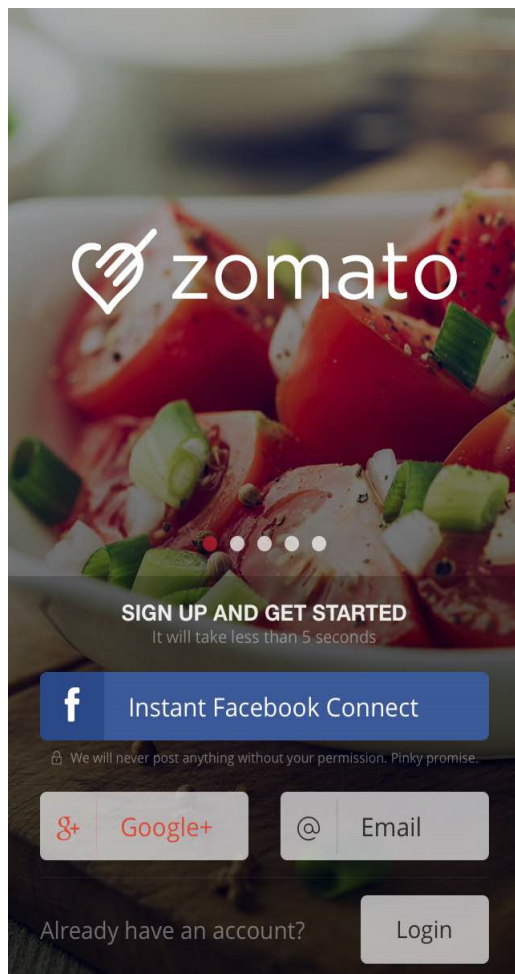 zomato
SIGN UP AND GET STARTED
It will take less than 5 seconds
f Instant Facebook Connect
We will never post anything without your permission. Pinky promise.
g+ Google+ @ Email
Already have an account? Login